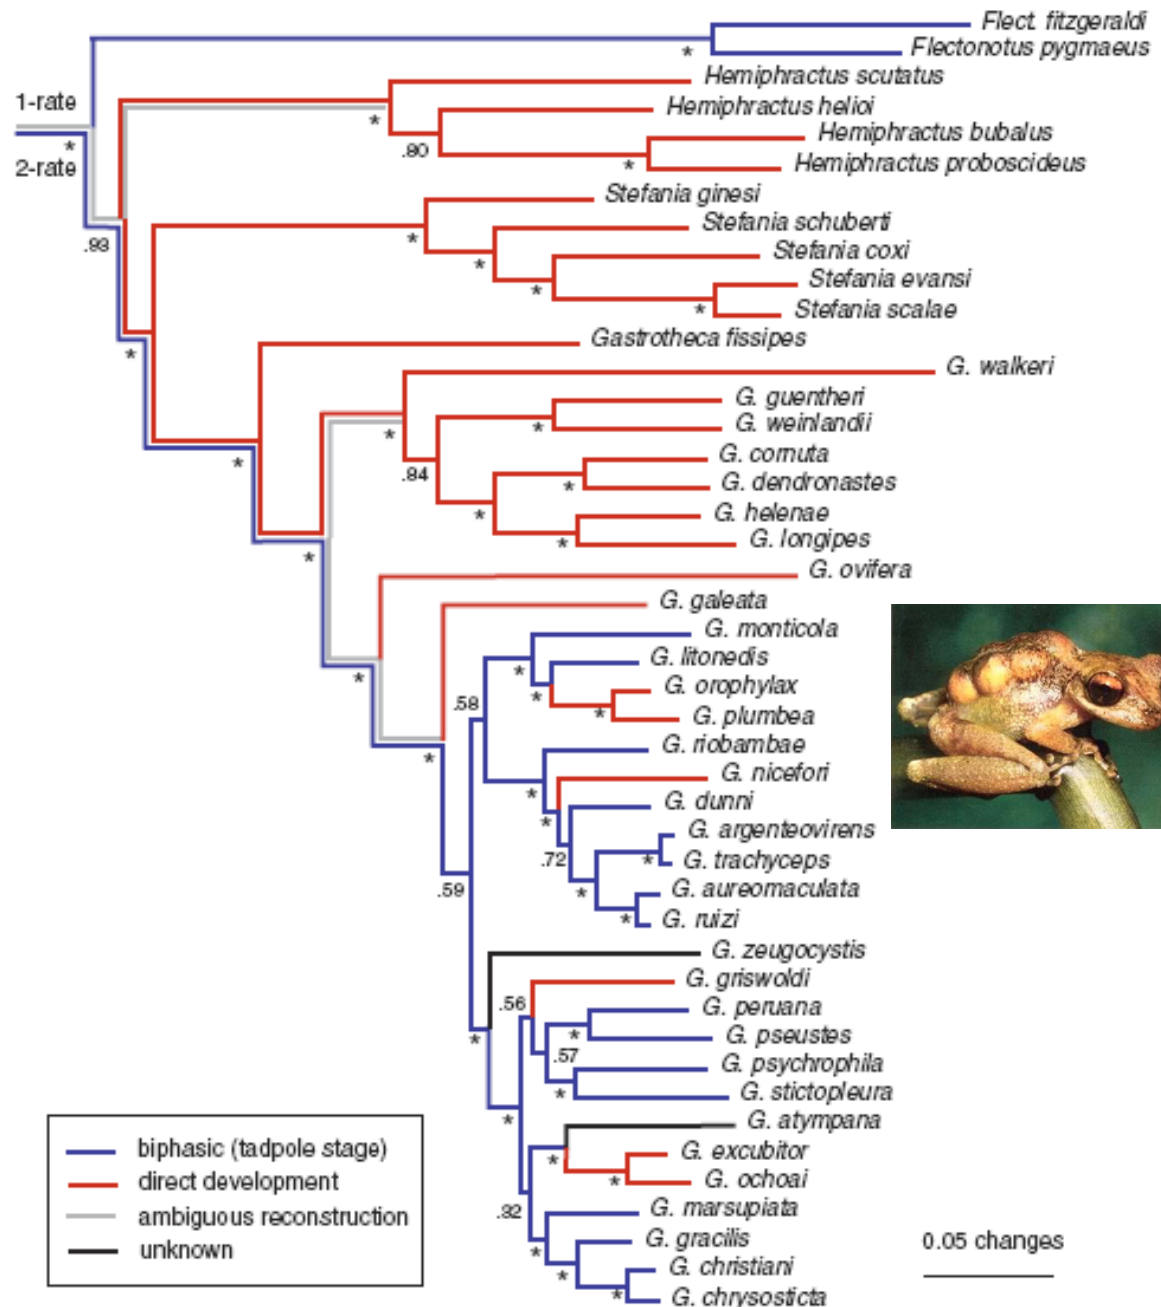 Flect. fitzgeraldi
Flectonotus pygmaeus
*
Hemiphractus scutatus
1-rate
Hemiphractus helioi
*
Hemiphractus bubalus
*
.80
2-rate
*
Hemiphractus proboscideus
Stefania ginesi
Stefania schuberti
*
.93
Stefania coxi
*
Stefania evansi
*
*
Stefania scalae
Gastrotheca fissipes
*
G. walkeri
G. guentheri
G. weinlandii
*
*
G. cornuta
*
.84
G. dendronastes
*
G. helenae
*
G. longipes
*
*
G. ovifera
G. galeata
G. monticola
G. litonedis
*
*
G. orophylax
*
.58
G. plumbea
*
G. riobambae
*
G. nicefori
*
G. dunni
*
G. argenteovirens
.72
*
G. trachyceps
.59
*
G. aureomaculata
*
G. ruizi
G. zeugocystis
G. griswoldi
.56
G. peruana
*
*
G. pseustes
.57
G. psychrophila
*
G. stictopleura
*
G. atympana
biphasic (tadpole stage)
*
G. excubitor
direct development
*
G. ochoai
ambiguous reconstruction
.32
G. marsupiata
unknown
*
G. gracilis
0.05 changes
*
G. christiani
*
G. chrysosticta